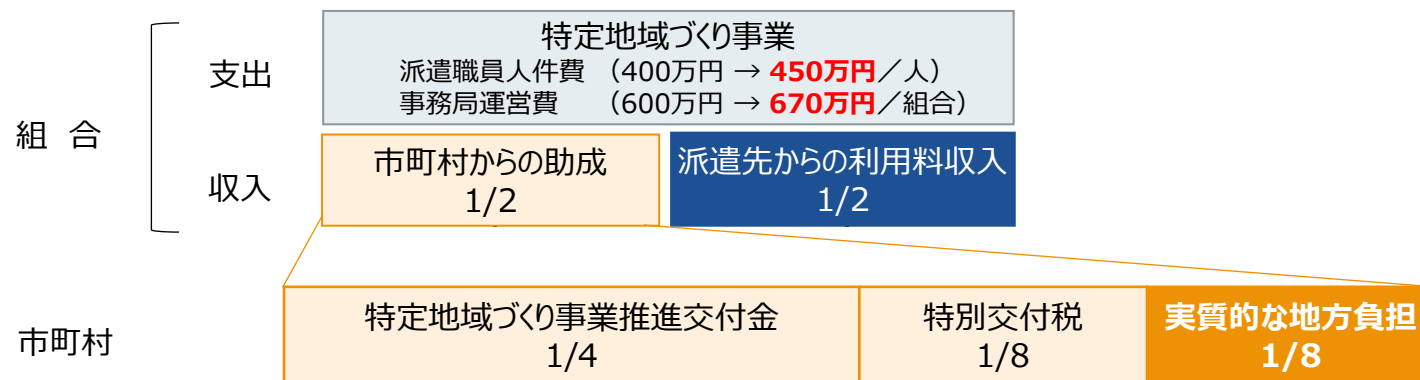 特定地域づくり事業
支出
派遣職員人件費 （400万円 → 450万円／人）
事務局運営費 （600万円 → 670万円／組合）
組 合
収入
市町村からの助成
1/2
派遣先からの利用料収入
1/2
市町村
特定地域づくり事業推進交付金
1/4
特別交付税
1/8
実質的な地方負担
1/8